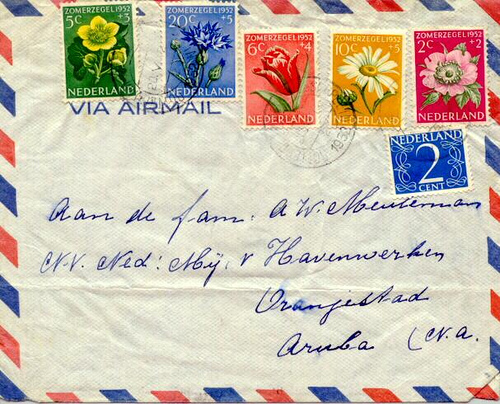 ZOMERZEGEL 1952
5c +3
NEDERLAND
ZOMERZEGEL 1952
20c +5
NEDERLAND
ZOMERZEGEL 1952
6c +4
NEDERLAND
ZOMERZEGEL 1952
10c +5
NEDERLAND
ZOMERZEGEL 1952
2c +2
NEDERLAND
VIA AIRMAIL
NEDERLAND
2
CENT
Aan de fam: A W. Meuteman
N.V. Ned: Mij. v Havenwerken
Oranjestad
Aruba (N.A.